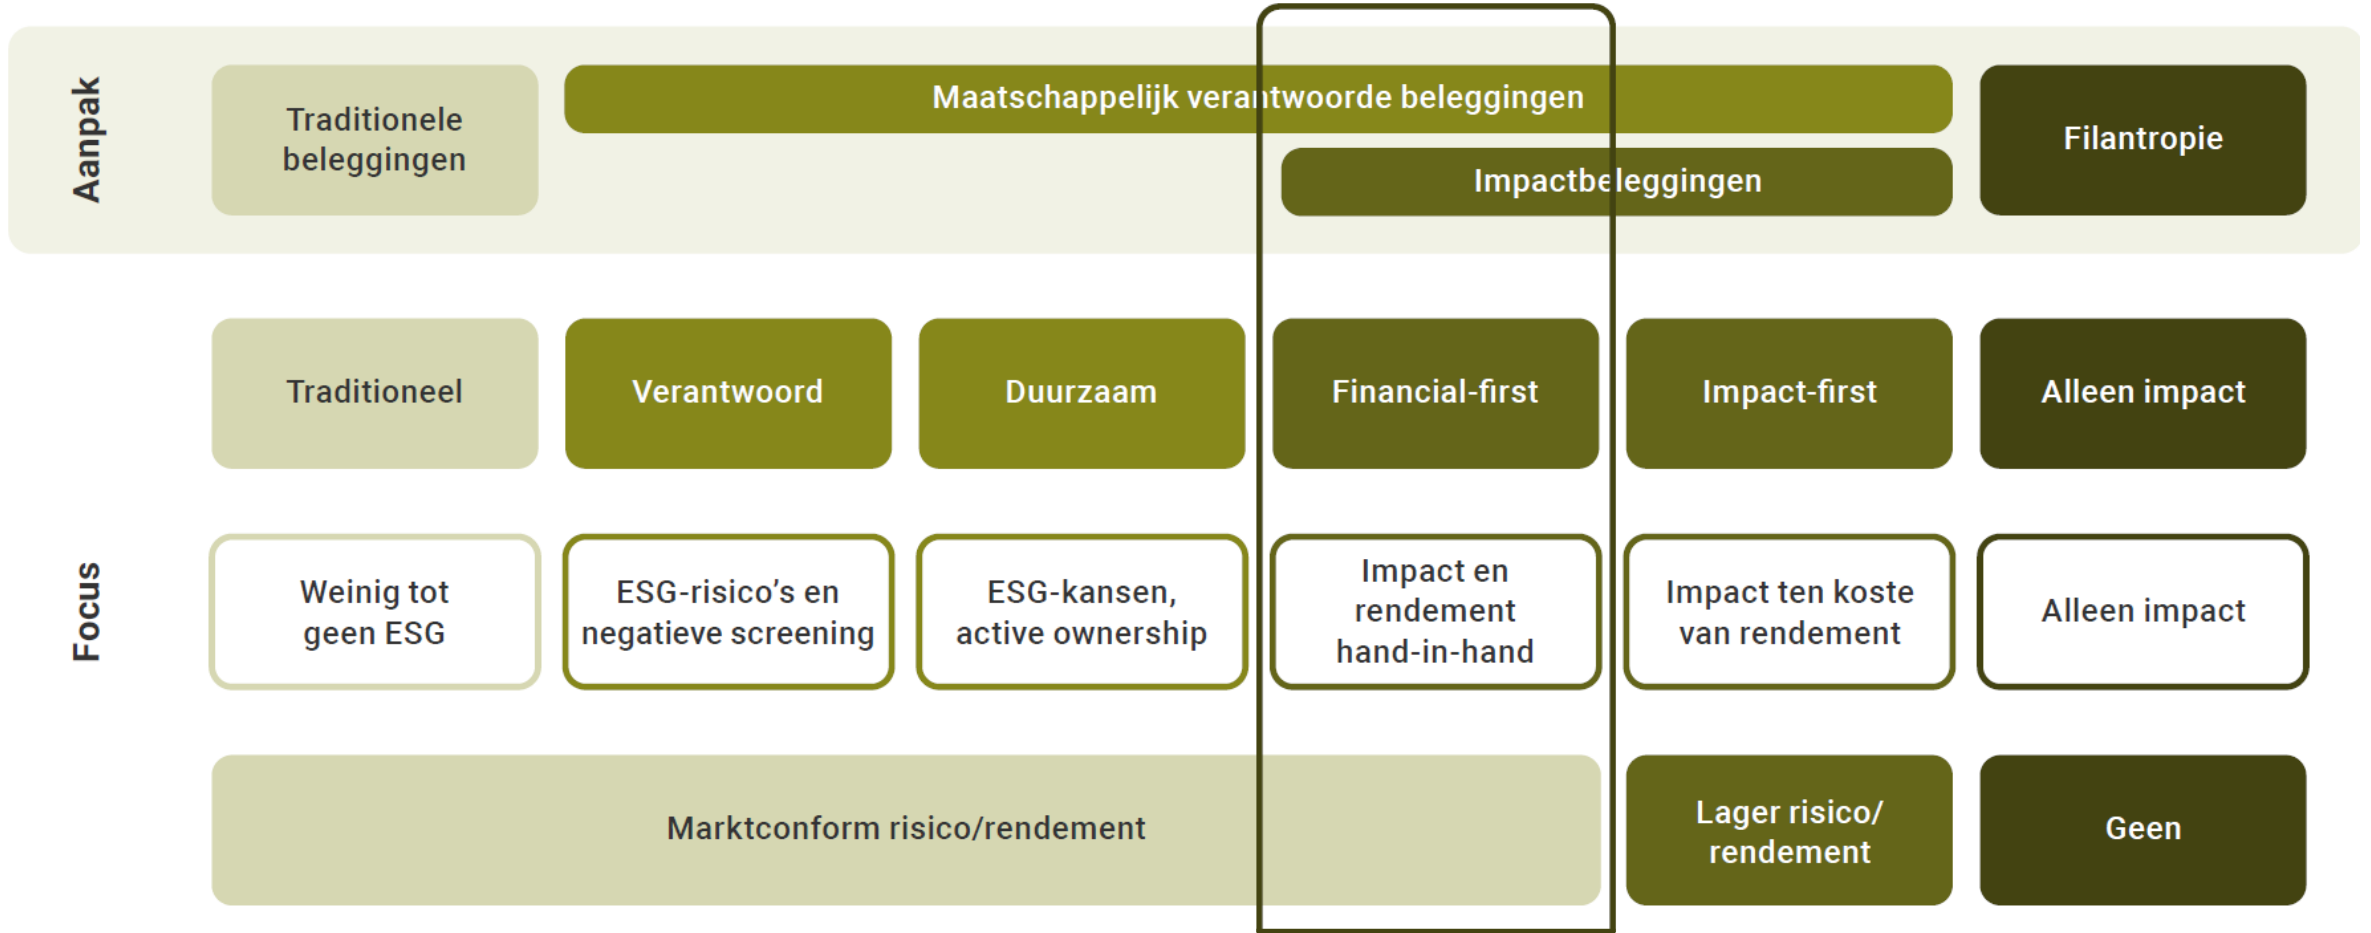 Aanpak
Traditionele
beleggingen
Maatschappelijk verantwoorde beleggingen
Impactbeleggingen
Filantropie
Traditioneel
Verantwoord
Duurzaam
Financial-first
Impact-first
Alleen impact
Focus
Weinig tot
geen ESG
ESG-risico’s en
negatieve screening
ESG-kansen,
active ownership
Impact en
rendement
hand-in-hand
Impact ten koste
van rendement
Alleen impact
Marktconform risico/rendement
Lager risico/
rendement
Geen